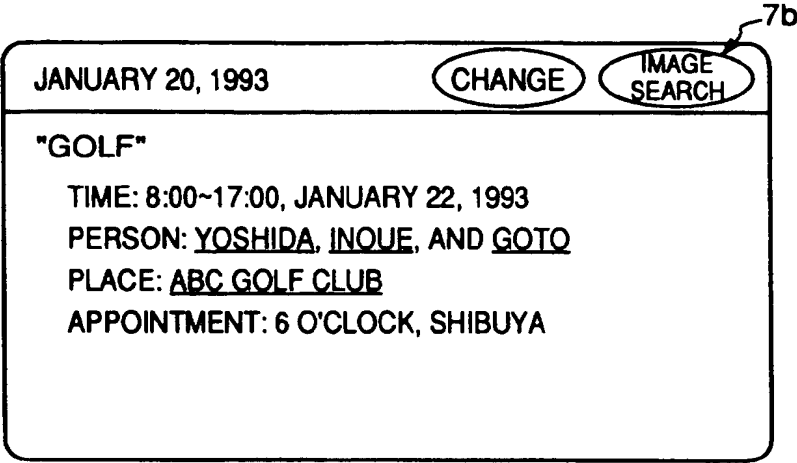 7b
JANUARY 20, 1993 CHANGE IMAGE
SEARCH
"GOLF"
TIME: 8:00~17:00, JANUARY 22, 1993
PERSON: YOSHIDA, INOUE, AND GOTO
PLACE: ABC GOLF CLUB
APPOINTMENT: 6 O'CLOCK, SHIBUYA